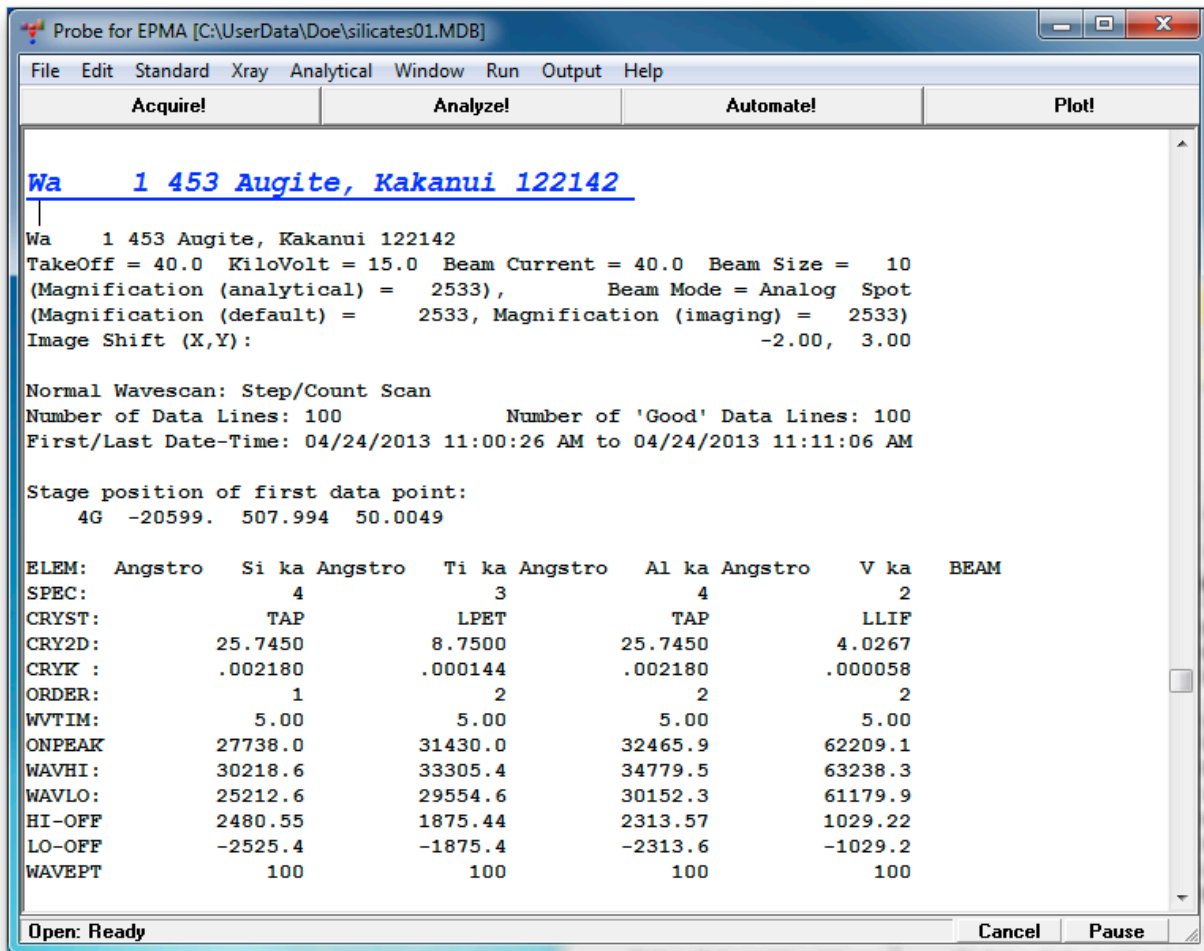 Probe for EPMA [C:\UserData\Doe\silicates01.MDB]
File Edit Standard Xray Analytical Window Run Output Help
Acquire! Analyze! Automate! Plot!
Wa 1 453 Augite, Kakanui 122142
Wa 1 453 Augite, Kakanui 122142
TakeOff = 40.0 KiloVolt = 15.0 Beam Current = 40.0 Beam Size = 10
(Magnification (analytical) = 2533), Beam Mode = Analog Spot
(Magnification (default) = 2533, Magnification (imaging) = 2533)
Image Shift (X,Y): -2.00, 3.00
Normal Wavescan: Step/Count Scan
Number of Data Lines: 100 Number of 'Good' Data Lines: 100
First/Last Date-Time: 04/24/2013 11:00:26 AM to 04/24/2013 11:11:06 AM
Stage position of first data point:
4G -20599. 507.994 50.0049
ELEM: Angstro Si ka Angstro Ti ka Angstro Al ka Angstro V ka BEAM
SPEC: 4 3 4 2
CRYST: TAP LPET TAP LLIF
CRY2D: 25.7450 8.7500 25.7450 4.0267
CRYK : .002180 .000144 .002180 .000058
ORDER: 1 2 2 2
WVTIM: 5.00 5.00 5.00 5.00
ONPEAK 27738.0 31430.0 32465.9 62209.1
WAVHI: 30218.6 33305.4 34779.5 63238.3
WAVLO: 25212.6 29554.6 30152.3 61179.9
HI-OFF 2480.55 1875.44 2313.57 1029.22
LO-OFF -2525.4 -1875.4 -2313.6 -1029.2
WAVEPT 100 100 100 100
Open: Ready Cancel Pause